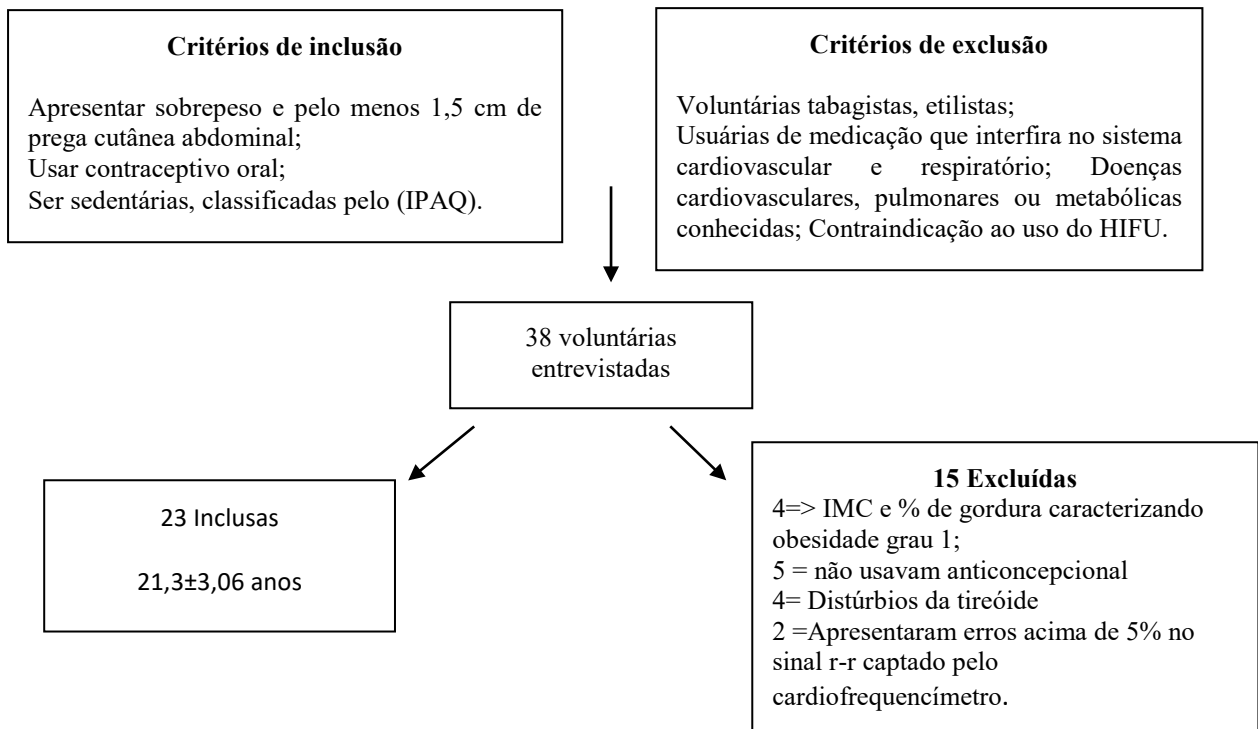 Critérios de inclusão
Apresentar sobrepeso e pelo menos 1,5 cm de
prega cutânea abdominal;
Usar contraceptivo oral;
Ser sedentárias, classificadas pelo (IPAQ).
Critérios de exclusão
Voluntárias tabagistas, etilistas;
Usuárias de medicação que interfira no sistema
cardiovascular e respiratório; Doenças
cardiovasculares, pulmonares ou metabólicas
conhecidas; Contraindicação ao uso do HIFU.
38 voluntárias
entrevistadas
23 Inclusas
21,3±3,06 anos
15 Excluídas
4=> IMC e % de gordura caracterizando
obesidade grau 1;
5 = não usavam anticoncepcional
4= Distúrbios da tireóide
2 =Apresentaram erros acima de 5% no
sinal r-r captado pelo
cardiofrequencímetro.